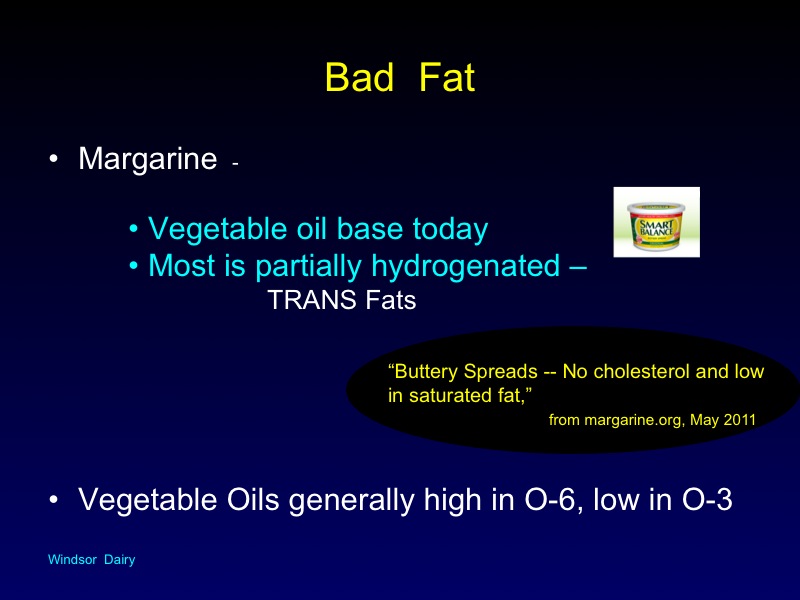 Bad Fat
• Margarine -
• Vegetable oil base today
• Most is partially hydrogenated –
TRANS Fats
SMART
BALANCE
“Buttery Spreads -- No cholesterol and low
in saturated fat,”
from margarine.org, May 2011
• Vegetable Oils generally high in O-6, low in O-3
Windsor Dairy